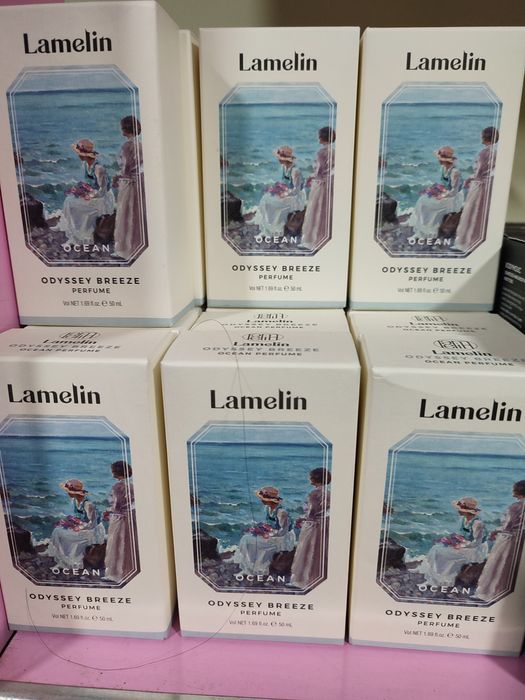 Lamelin
OCEAN
ODYSSEY BREEZE
PERFUME
Vol NET 1.69 fl. oz. ℮ 50 mL
Lamelin
OCEAN
ODYSSEY BREEZE
PERFUME
Vol NET 1.69 fl. oz. ℮ 50 mL
Lamelin
OCEAN
ODYSSEY BREEZE
PERFUME
Vol NET 1.69 fl. oz. ℮ 50 mL
Lamelin
ODYSSEY BREEZE
OCEAN PERFUME
Lamelin
OCEAN
ODYSSEY BREEZE
PERFUME
Vol NET 1.69 fl. oz. ℮ 50 mL
Lamelin
Lamelin
ODYSSEY BREEZE
OCEAN PERFUME
Lamelin
OCEAN
ODYSSEY BREEZE
PERFUME
Vol NET 1.69 fl. oz. ℮ 50 mL
Lamelin
ODYSSEY BREEZE
Lamelin
OCEAN PERFUME
Lamelin
OCEAN
ODYSSEY BREEZE
PERFUME
Vol NET 1.69 fl. oz. ℮ 50 mL